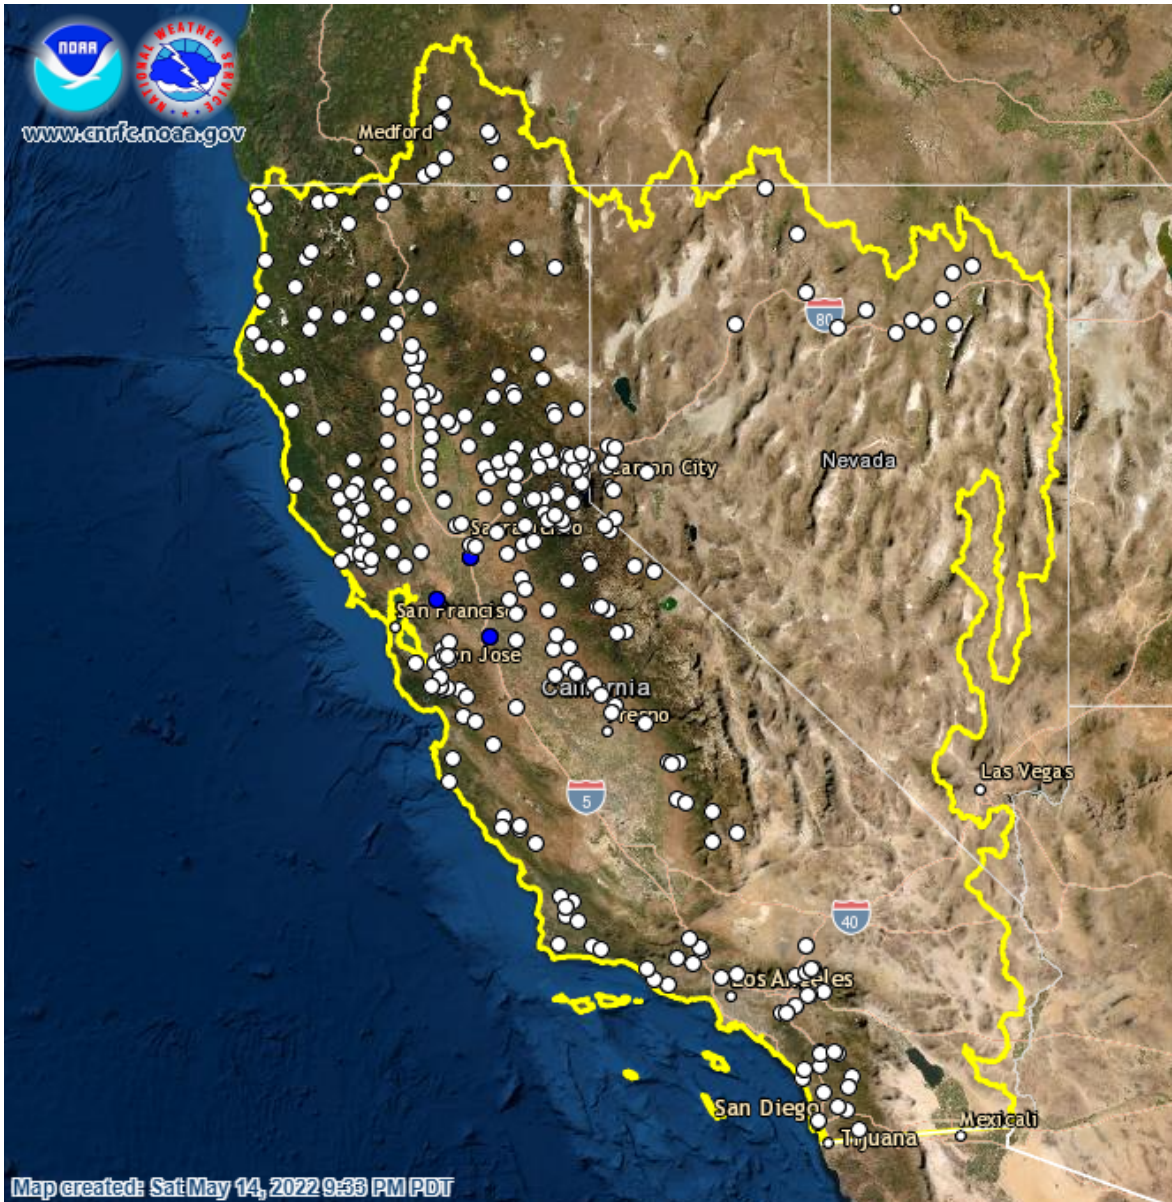 NOAA
NATIONAL WEATHER SERVICE
www.cnrfc.noaa.gov
Medford
80
Nevada
Carson City
Sacramento
San Francisco
San Jose
California
Fresno
Las Vegas
5
40
Los Angeles
San Diego
Mexicali
Tijuana
Map created: Sat May 14, 2022 9:33 PM PDT